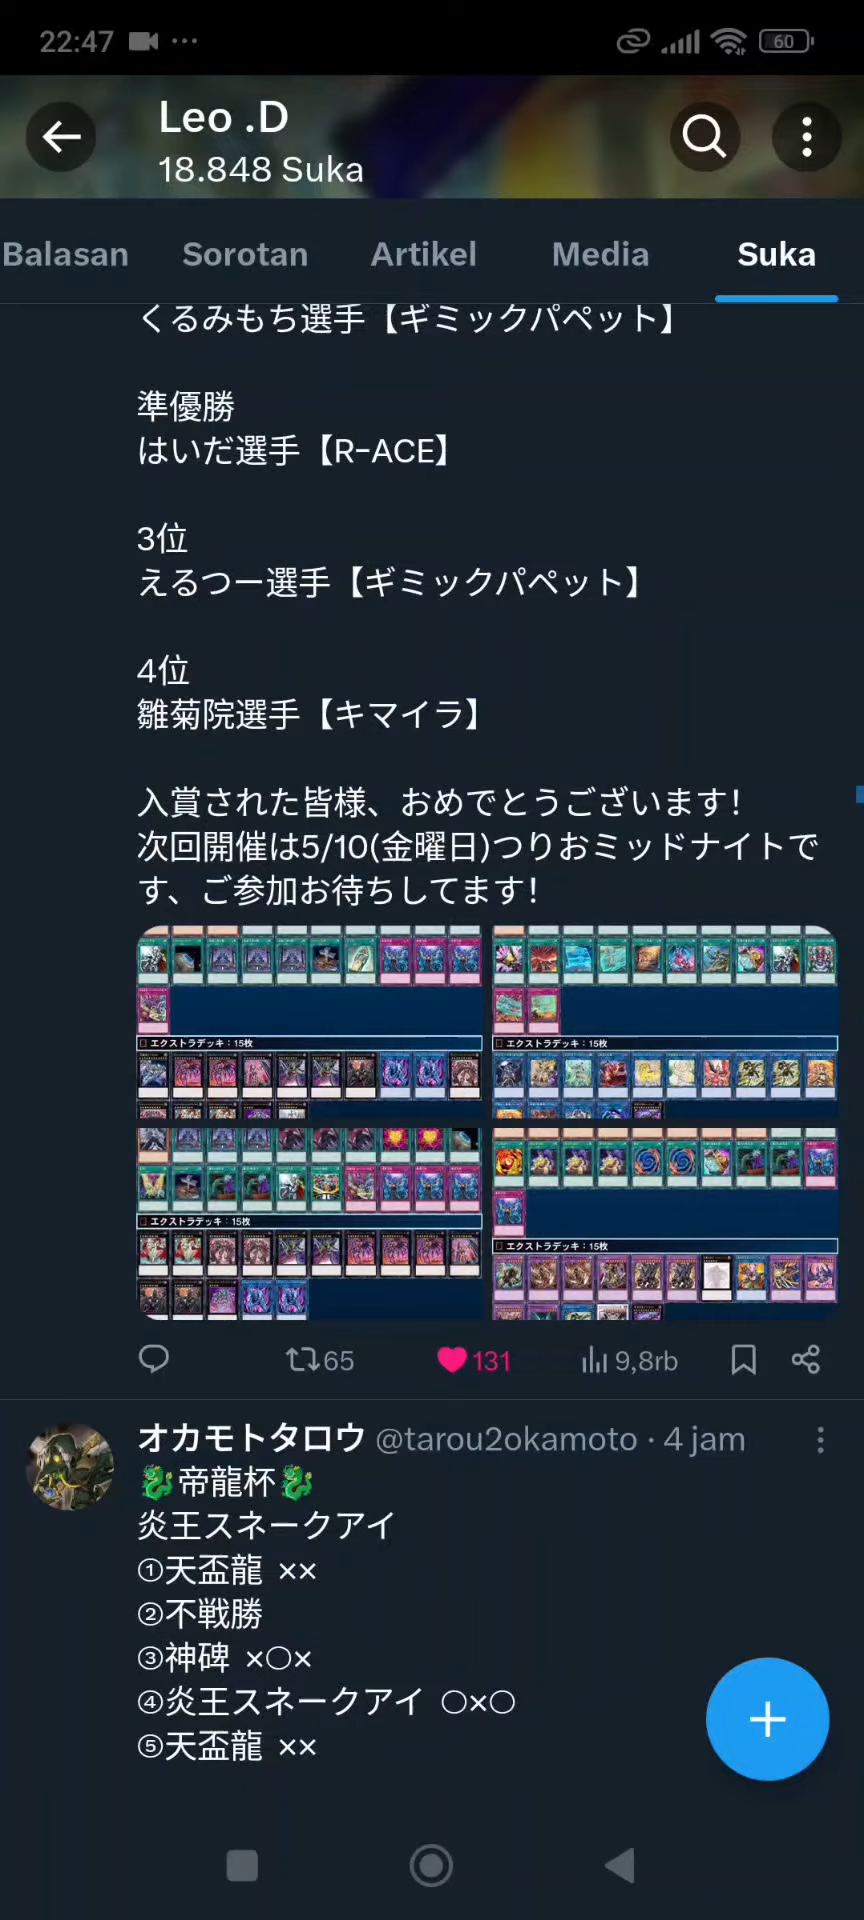 22:47
60
Leo .D
18.848 Suka
Balasan Sorotan Artikel Media Suka
くるみもち選手【ギミックパペット】
準優勝
はいだ選手【R-ACE】
3位
えるつー選手【ギミックパペット】
4位
雛菊院選手【キマイラ】
入賞された皆様、おめでとうございます！
次回開催は5/10(金曜日)つりおミッドナイトで
す、ご参加お待ちしてます！
エクストラデッキ：15枚
エクストラデッキ：15枚
エクストラデッキ：15枚
エクストラデッキ：15枚
65 131 9,8rb
オカモトタロウ @tarou2okamoto · 4 jam
🐉帝龍杯🐉
炎王スネークアイ
①天盃龍 ××
②不戦勝
③神碑 ×○×
④炎王スネークアイ ○×○
⑤天盃龍 ××